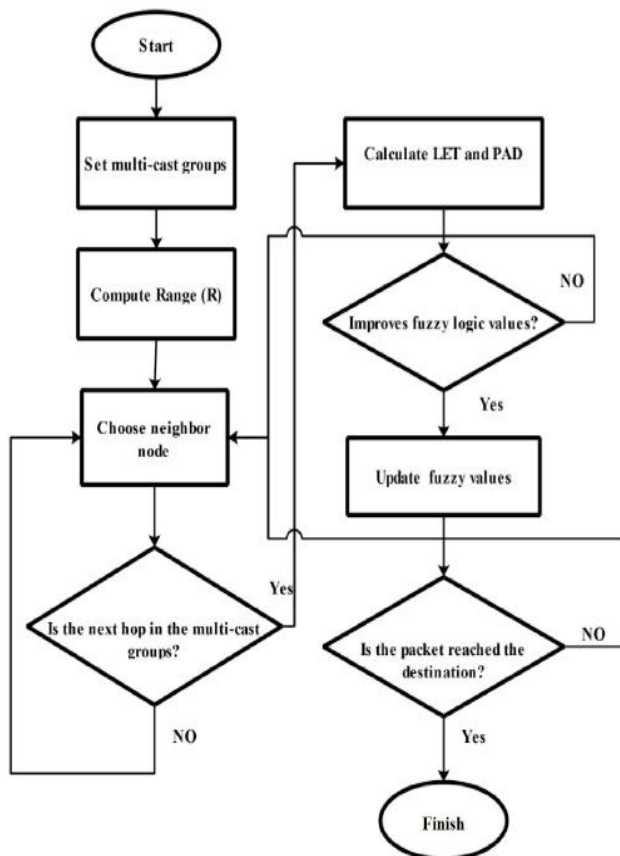 Start
Set multi-cast groups
Compute Range (R)
Choose neighbor
node
Is the next hop in the multi-cast
groups?
Yes
NO
Calculate LET and PAD
Improves fuzzy logic values?
NO
Yes
Update fuzzy values
Is the packet reached the
destination?
NO
Yes
Finish